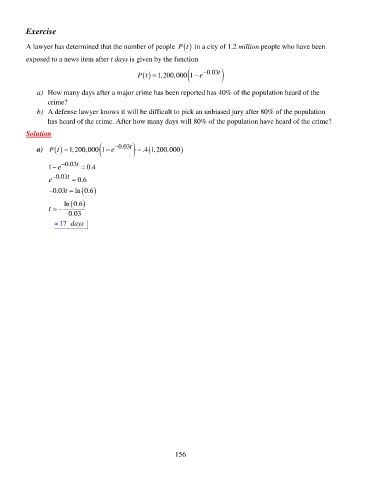 Exercise
A lawyer has determined that the number of people P(t) in a city of 1.2 million people who have been
exposed to a news item after t days is given by the function
P(t) = 1,200,000(1 − e^−0.03t)
a) How many days after a major crime has been reported has 40% of the population heard of the
crime?
b) A defense lawyer knows it will be difficult to pick an unbiased jury after 80% of the population
has heard of the crime. After how many days will 80% of the population have heard of the crime?
Solution
a) P(t) = 1,200,000(1 − e^−0.03t) = .4(1,200,000)
1 − e^−0.03t = 0.4
e^−0.03t = 0.6
−0.03t = ln(0.6)
t = − ln(0.6) / 0.03
≈ 17 days
156